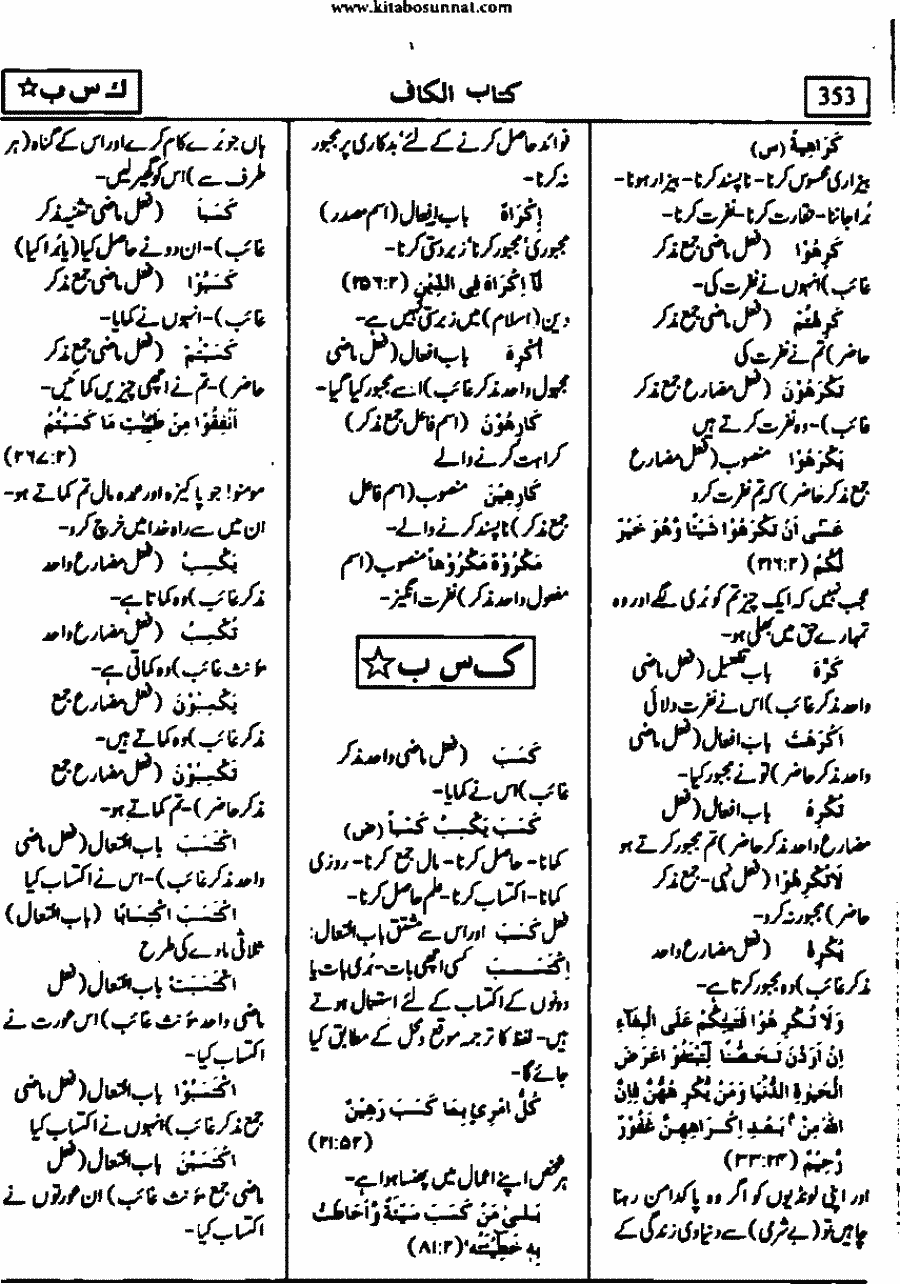 www.kitabosunnat.com
353
کتاب الکاف
ک س ب ☆
کَرَاهِیةً (س)
بیزاری محسوس کرنا- ناپسند کرنا- بیزار ہونا-
بُرا جاننا- حقارت کرنا- نفرت کرنا-
کَرِهُوْا (فعل ماضی جمع مذکر
غائب) انہوں نے نفرت کی-
کَرِهْتُمْ (فعل ماضی جمع مذکر
حاضر) تم نے نفرت کی
تَکْرَهُوْنَ (فعل مضارع جمع مذکر
غائب)- وہ نفرت کرتے ہیں
یَکْرَهُوْا منصوب (فعل مضارع
جمع مذکر حاضر) کہ تم نفرت کرو
عَسٰى اَنْ تَکْرَهُوْا شَیْئًا وَّهُوَ خَیْرٌ
لَّکُمْ (۲:۲۱۶)
عجب نہیں کہ ایک چیز تم کو بُری لگے اور وہ
تمہارے حق میں بھلی ہو-
کَرَّهَ باب تفعیل (فعل ماضی
واحد مذکر غائب) اس نے نفرت دلائی
اَکْرَهْتَ باب افعال (فعل ماضی
واحد مذکر حاضر) تو نے مجبور کیا-
تُکْرِهُ باب افعال (فعل
مضارع واحد مذکر حاضر) تم مجبور کرتے ہو
لَاتُکْرِهُوْا (فعل نہی- جمع مذکر
حاضر) مجبور نہ کرو-
یُکْرِهُ (فعل مضارع واحد
مذکر غائب) وہ مجبور کرتا ہے-
وَلَا تُکْرِهُوْا فَتَیٰتِکُمْ عَلَى الْبِغَآءِ
اِنْ اَرَدْنَ تَحَصُّنًا لِّتَبْتَغُوْا عَرَضَ
الْحَیٰوةِ الدُّنْیَا وَمَنْ یُّکْرِهْهُّنَّ فَاِنَّ
اللّٰهَ مِنْۢ بَعْدِ اِکْرَاهِهِنَّ غَفُوْرٌ
رَّحِیْمٌ (۲۴:۳۳)
اور اپنی لونڈیوں کو اگر وہ پاکدامن رہنا
چاہیں تو (بے شرمی) سے دنیاوی زندگی کے
فوائد حاصل کرنے کے لئے' بدکاری پر مجبور
نہ کرنا-
اِکْرَاهٌ باب افعال (اسم مصدر)
مجبوری' مجبور کرنا' زبردستی کرنا-
لَآ اِکْرَاهَ فِی الدِّیْنِ (۲:۲۵۶)
دین (اسلام) میں زبردستی نہیں ہے-
اُکْرِهَ باب افعال (فعل ماضی
مجہول واحد مذکر غائب) اسے مجبور کیا گیا-
کَارِهُوْنَ (اسم فاعل جمع مذکر)
کراہت کرنے والے
کَارِهِیْنَ منصوب (اسم فاعل
جمع مذکر) ناپسند کرنے والے-
مَکْرُوْهٌ مَکْرُوْهًا منصوب (اسم
مفعول واحد مذکر) نفرت انگیز-
ک س ب ☆
کَسَبَ (فعل ماضی واحد مذکر
غائب) اس نے کمایا-
کَسَبَ یَکْسِبُ کَسْبًا (ض)
کمانا- حاصل کرنا- مال جمع کرنا- روزی
کمانا- اکتساب کرنا- علم حاصل کرنا-
فعل کَسَبَ اور اس سے مشتق باب افتعال:
اِکْتَسَبَ کسی اچھی بات- بُری بات یا
دونوں کے اکتساب کے لئے استعمال ہوتے
ہیں- لفظ کا ترجمہ موقع و محل کے مطابق کیا
جائے گا-
کُلُّ امْرِئٍ بِمَا کَسَبَ رَهِیْنٌ
(۵۲:۲۱)
ہر شخص اپنے اعمال میں پھنسا ہوا ہے-
بَلٰى مَنْ کَسَبَ سَیِّئَةً وَّاَحَاطَتْ
بِهٖ خَطِیْٓئَتُهٗ' (۲:۸۱)
ہاں جو بُرے کام کرے اور اس کے گناہ (ہر
طرف سے) اس کو گھیر لیں-
کَسَبَا (فعل ماضی تثنیہ مذکر
غائب)- ان دو نے حاصل کیا (یا بُرا کیا)
کَسَبُوْا (فعل ماضی جمع مذکر
غائب)- انہوں نے کمایا-
کَسَبْتُمْ (فعل ماضی جمع مذکر
حاضر)- تم نے اچھی چیزیں کمائیں-
اَنْفِقُوْا مِنْ طَیِّبٰتِ مَا کَسَبْتُمْ
(۲:۲۶۷)
مومنو! جو پاکیزہ اور عمدہ مال تم کماتے ہو-
ان میں سے راہ خدا میں خرچ کرو-
یَکْسِبُ (فعل مضارع واحد
مذکر غائب) وہ کماتا ہے-
تَکْسِبُ (فعل مضارع واحد
مؤنث غائب) وہ کماتی ہے-
یَکْسِبُوْنَ (فعل مضارع جمع
مذکر غائب) وہ کماتے ہیں-
تَکْسِبُوْنَ (فعل مضارع جمع
مذکر حاضر)- تم کماتے ہو-
اکْتَسَبَ باب افتعال (فعل ماضی
واحد مذکر غائب)- اس نے اکتساب کیا
اکْتَسَبَ اکْتِسَابًا (باب افتعال)
ثلاثی مادے کی طرح
اکْتَسَبَتْ باب افتعال (فعل
ماضی واحد مؤنث غائب) اس عورت نے
اکتساب کیا-
اکْتَسَبُوْا باب افتعال (فعل ماضی
جمع مذکر غائب) انہوں نے اکتساب کیا
اکْتَسَبْنَ باب افتعال (فعل
ماضی جمع مؤنث غائب) ان عورتوں نے
اکتساب کیا-